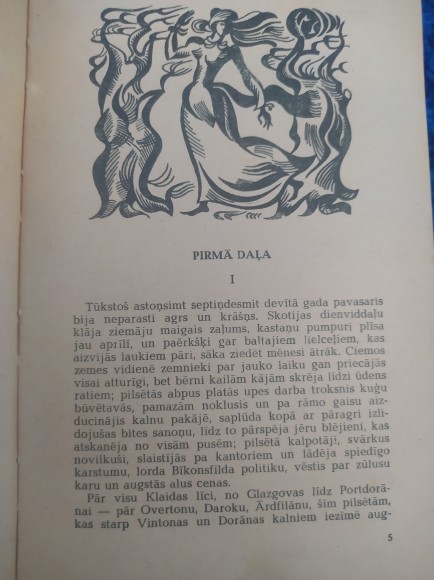 PIRMĀ DAĻA
I
Tūkstoš astoņsimt septiņdesmit devītā gada pavasaris
bija neparasti agrs un krāšņs. Skotijas dienviddaļu
klāja ziemāju maigais zaļums, kastaņu pumpuri plīsa
jau aprīlī, un paērkšķi gar baltajiem lielceļiem, kas
aizvijās laukiem pāri, sāka ziedēt mēnesi ātrāk. Ciemos
zemes vidienē zemnieki par jauko laiku gan priecājās
visai atturīgi, bet bērni kailām kājām skrēja līdzi ūdens
ratiem; pilsētās abpus platās upes darba troksnis kuģu
būvētavās, pamazām noklusis un pa rāmo gaisu aiz-
ducinājis kalnu pakājē, saplūda kopā ar pāragri izli-
dojušas bites sanoņu, līdz to pārspēja jēru blējieni, kas
atskanēja no visām pusēm; pilsētā kalpotāji, svārkus
novilkuši, slaistījās pa kantoriem un lādēja spiedīgo
karstumu, lorda Bīkonsfīlda politiku, vēstis par zulusu
karu un augstās alus cenas.
Pār visu Klaidas līci, no Glazgovas līdz Portdorā-
nai — pār Overtonu, Daroku, Ārdfilānu, šīm pilsētām,
kas starp Vintonas un Dorānas kalniem iezīmē aug-
5